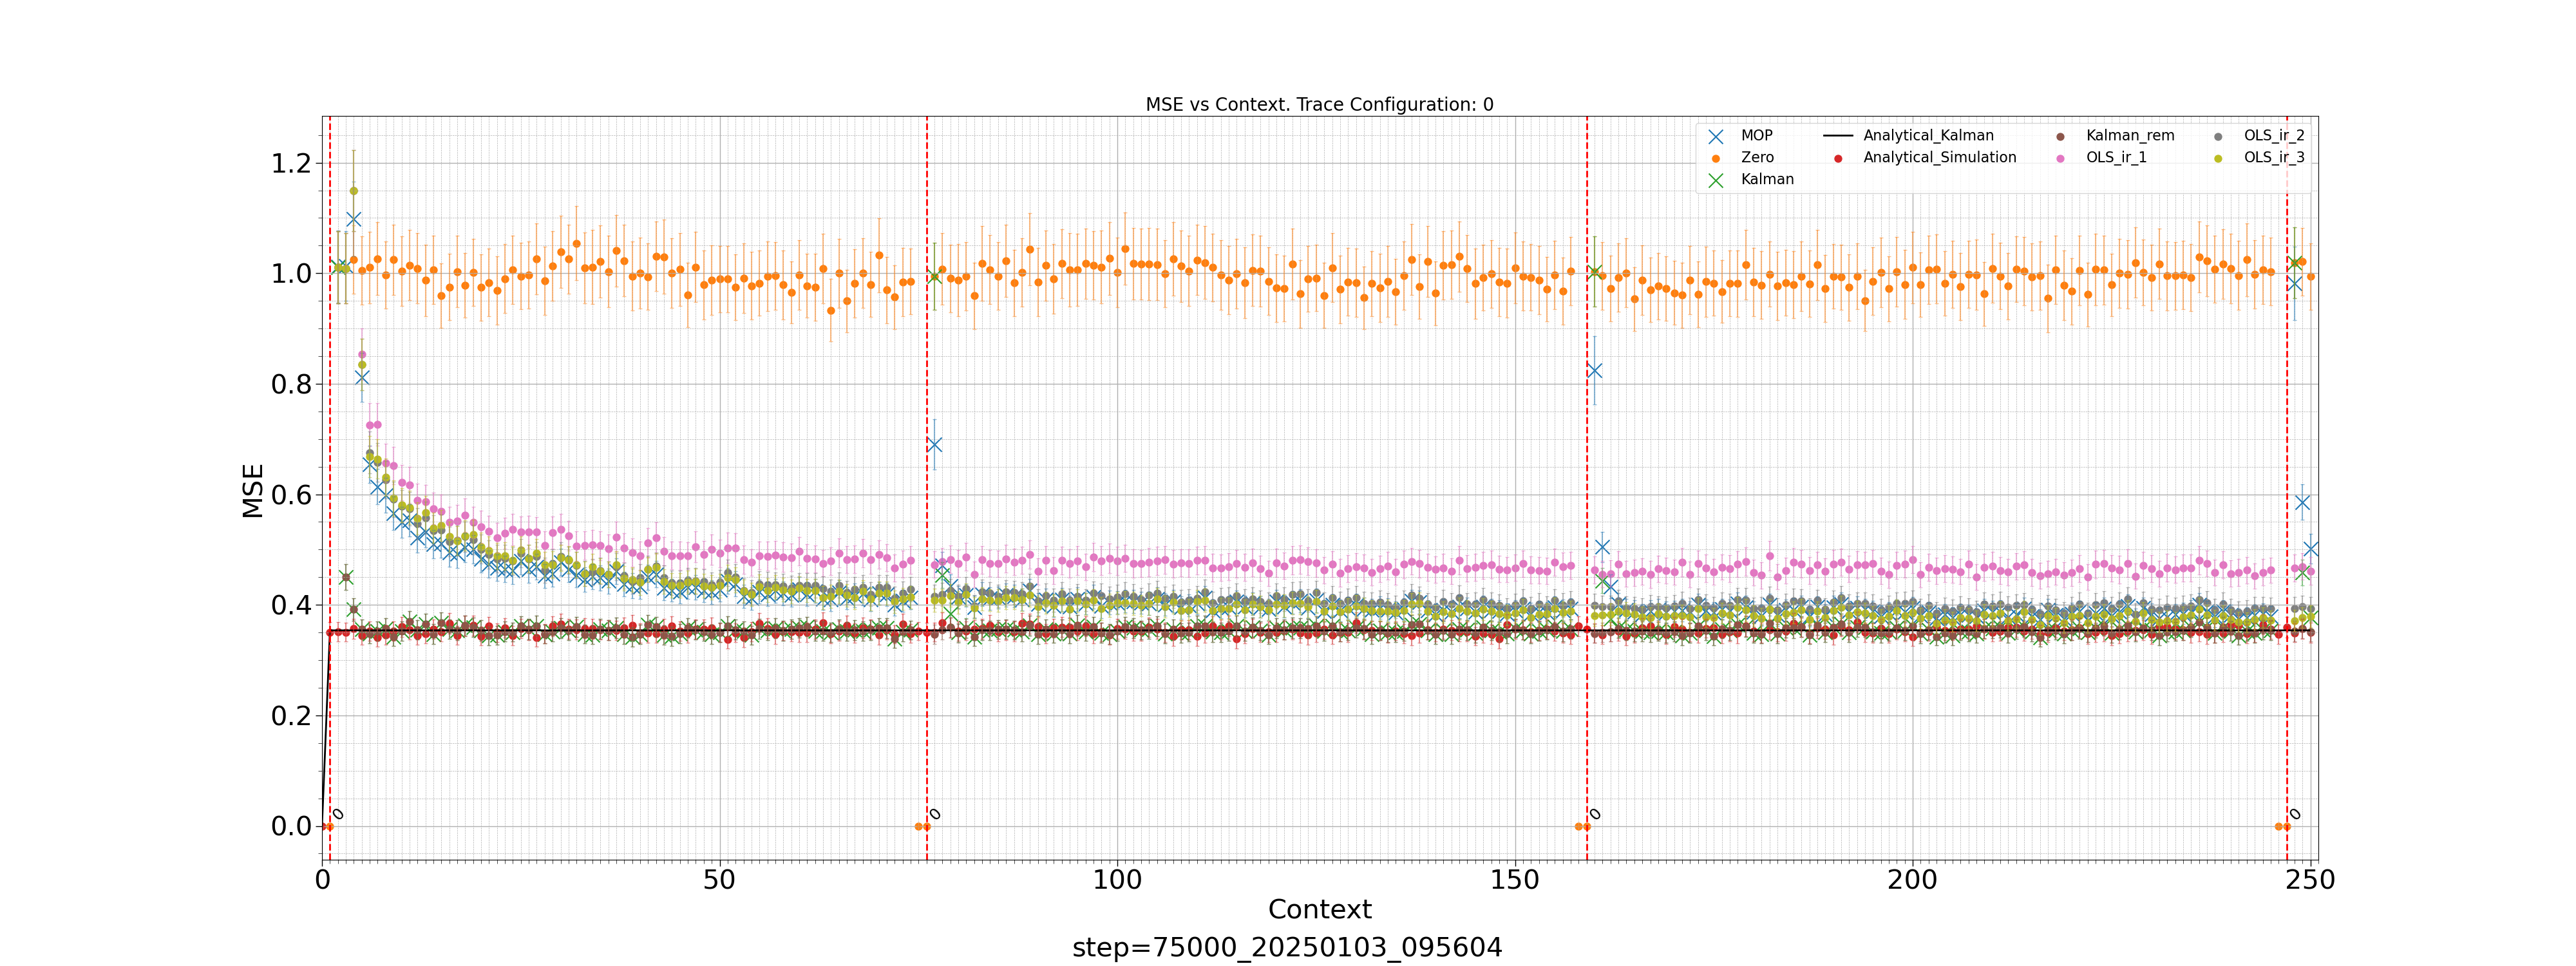 MSE vs Context. Trace Configuration: 0
MOP
Zero
Kalman
Analytical_Kalman
Analytical_Simulation
Kalman_rem
OLS_ir_1
OLS_ir_2
OLS_ir_3
MSE
1.2
1.0
0.8
0.6
0.4
0.2
0.0
0
0
0
0
0
50
100
150
200
250
Context
step=75000_20250103_095604